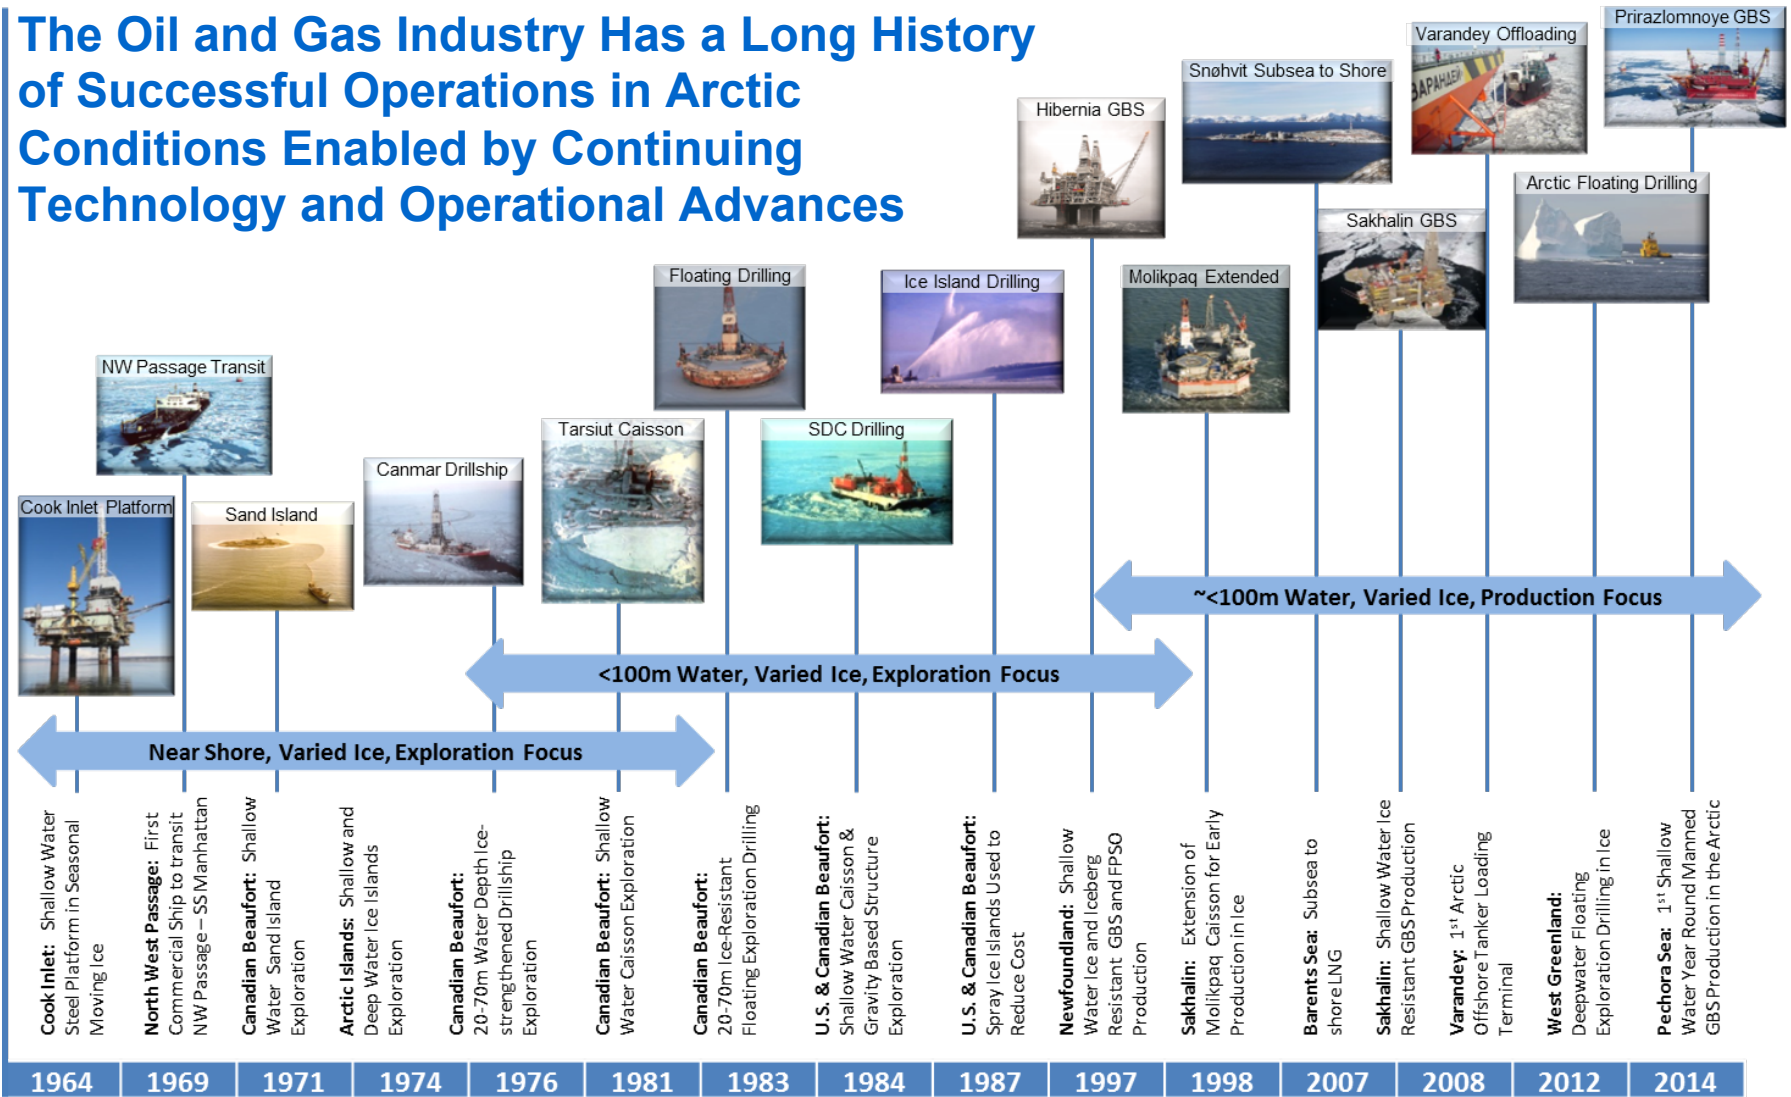 The Oil and Gas Industry Has a Long History
of Successful Operations in Arctic
Conditions Enabled by Continuing
Technology and Operational Advances
Cook Inlet Platform
NW Passage Transit
Sand Island
Canmar Drillship
Tarsiut Caisson
Floating Drilling
SDC Drilling
Ice Island Drilling
Hibernia GBS
Molikpaq Extended
Snøhvit Subsea to Shore
Sakhalin GBS
Varandey Offloading
ВАРАНДЕЙ
Arctic Floating Drilling
Prirazlomnoye GBS
~<100m Water, Varied Ice, Production Focus
<100m Water, Varied Ice, Exploration Focus
Near Shore, Varied Ice, Exploration Focus
Cook Inlet: Shallow Water
Steel Platform in Seasonal
Moving Ice
North West Passage: First
Commercial Ship to transit
NW Passage – SS Manhattan
Canadian Beaufort: Shallow
Water Sand Island
Exploration
Arctic Islands: Shallow and
Deep Water Ice Islands
Exploration
Canadian Beaufort:
20-70m Water Depth Ice-
strengthened Drillship
Exploration
Canadian Beaufort: Shallow
Water Caisson Exploration
Canadian Beaufort:
20-70m Ice-Resistant
Floating Exploration Drilling
U.S. & Canadian Beaufort:
Shallow Water Caisson &
Gravity Based Structure
Exploration
U.S. & Canadian Beaufort:
Spray Ice Islands Used to
Reduce Cost
Newfoundland: Shallow
Water Ice and Iceberg
Resistant GBS and FPSO
Production
Sakhalin: Extension of
Molikpaq Caisson for Early
Production in Ice
Barents Sea: Subsea to
shore LNG
Sakhalin: Shallow Water Ice
Resistant GBS Production
Varandey: 1st Arctic
Offshore Tanker Loading
Terminal
West Greenland:
Deepwater Floating
Exploration Drilling in Ice
Pechora Sea: 1st Shallow
Water Year Round Manned
GBS Production in the Arctic
1964 1969 1971 1974 1976 1981 1983 1984 1987 1997 1998 2007 2008 2012 2014